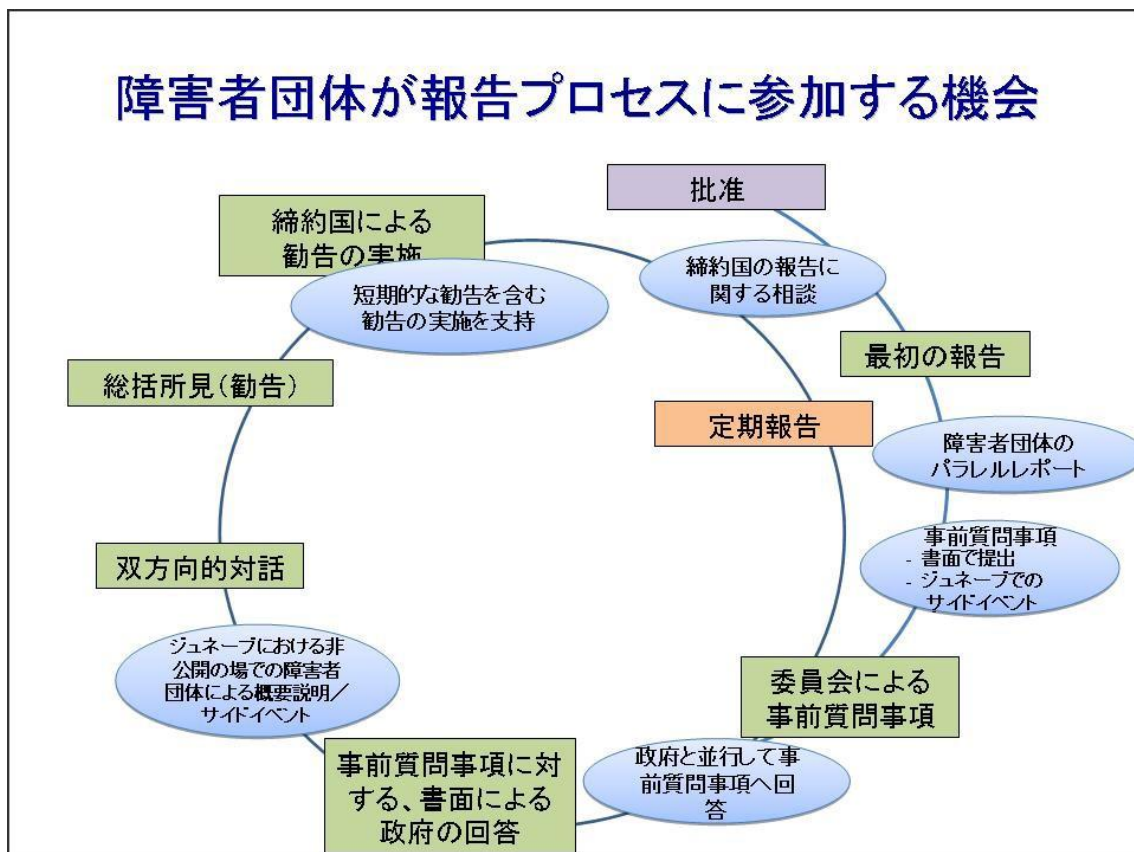 障害者団体が報告プロセスに参加する機会
批准
締約国による
勧告の実施
締約国の報告に
関する相談
短期的な勧告を含む
勧告の実施を支持
最初の報告
総括所見(勧告)
定期報告
障害者団体の
パラレルレポート
事前質問事項
- 書面で提出
- ジュネーブでの
サイドイベント
双方向的対話
ジュネーブにおける非
公開の場での障害者
団体による概要説明/
サイドイベント
委員会による
事前質問事項
政府と並行して事
前質問事項へ回
答
事前質問事項に対
する、書面による
政府の回答